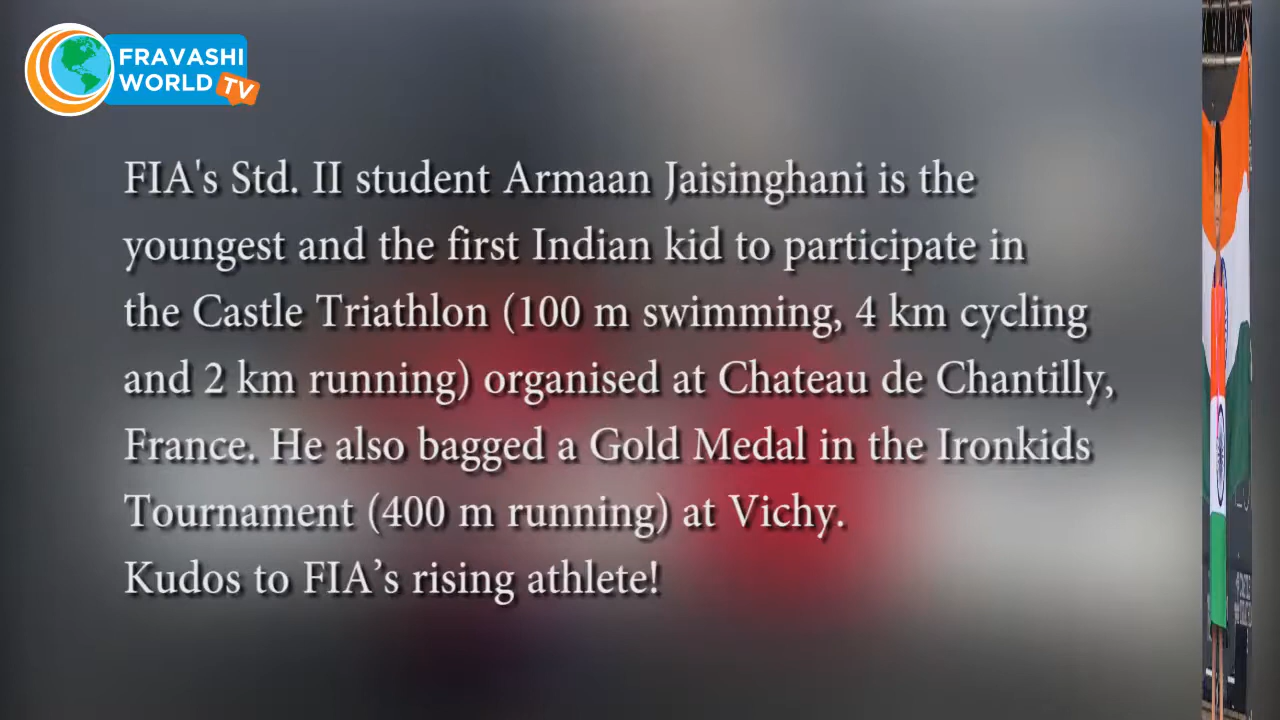 FRAVASHI
WORLD TV
FIA's Std. II student Armaan Jaisinghani is the
youngest and the first Indian kid to participate in
the Castle Triathlon (100 m swimming, 4 km cycling
and 2 km running) organised at Chateau de Chantilly,
France. He also bagged a Gold Medal in the Ironkids
Tournament (400 m running) at Vichy.
Kudos to FIA’s rising athlete!